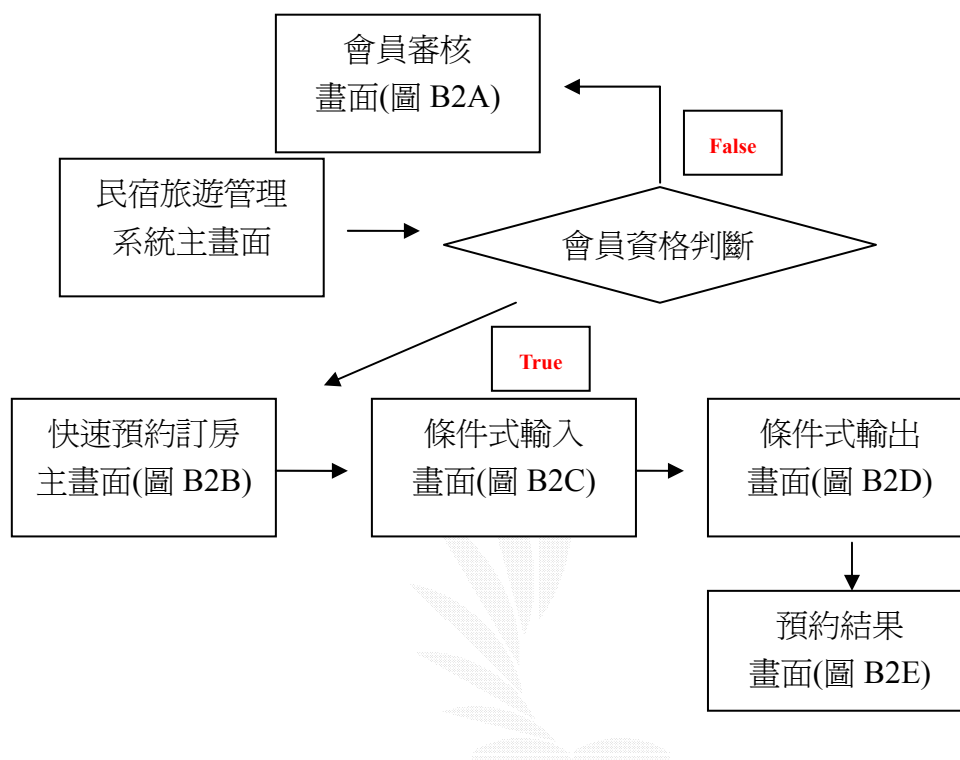 會員審核
畫面(圖 B2A)
False
民宿旅遊管理
系統主畫面
會員資格判斷
True
快速預約訂房
主畫面(圖 B2B)
條件式輸入
畫面(圖 B2C)
條件式輸出
畫面(圖 B2D)
預約結果
畫面(圖 B2E)